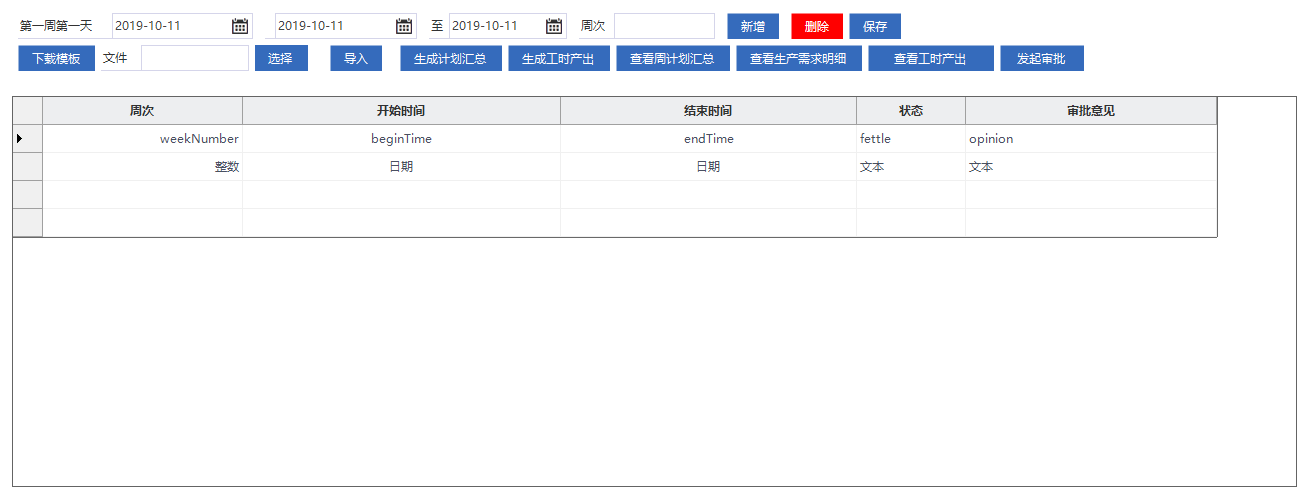 第一周第一天 2019-10-11 2019-10-11 至 2019-10-11 周次 新增 删除 保存
下载模板 文件 选择 导入 生成计划汇总 生成工时产出 查看周计划汇总 查看生产需求明细 查看工时产出 发起审批
周次 开始时间 结束时间 状态 审批意见
weekNumber beginTime endTime fettle opinion
整数 日期 日期 文本 文本